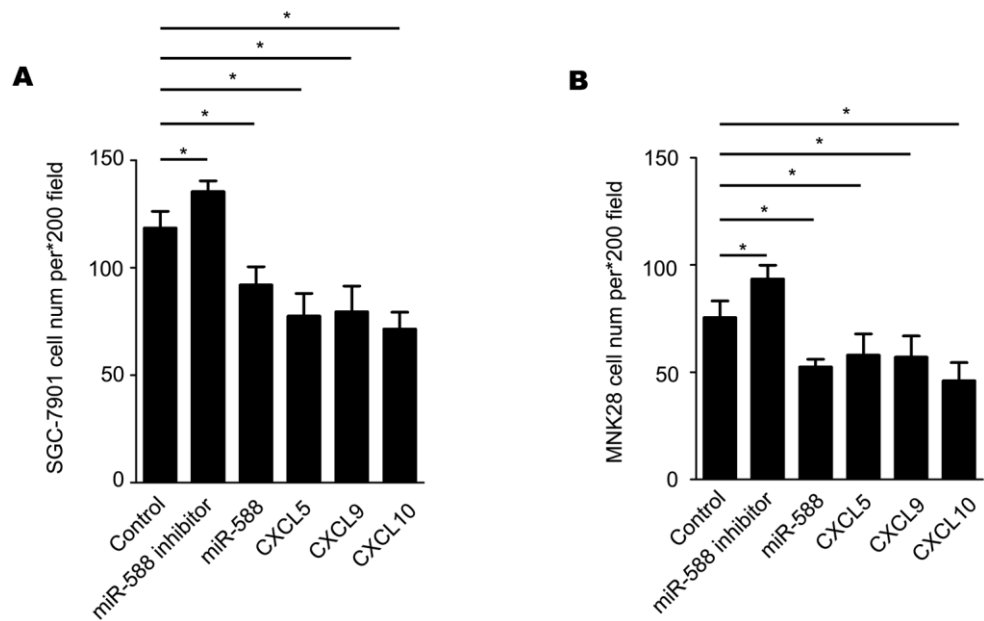 A
*
*
*
*
*
SGC-7901 cell num per*200 field
150
100
50
0
Control
miR-588 inhibitor
miR-588
CXCL5
CXCL9
CXCL10
B
*
*
*
*
*
MNK28 cell num per*200 field
150
100
50
0
Control
miR-588 inhibitor
miR-588
CXCL5
CXCL9
CXCL10